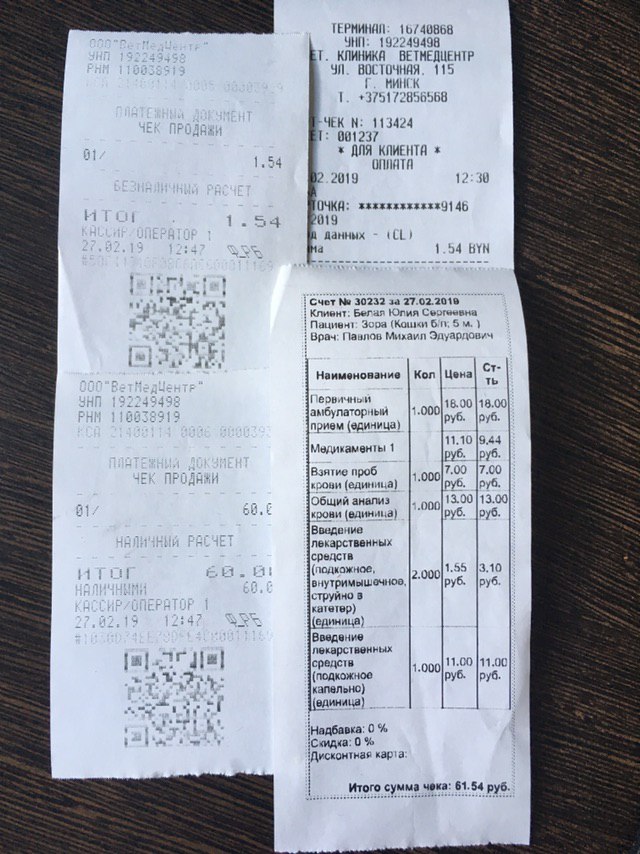 ООО"ВетМедЦентр"
УНП 192249498
РНМ 110038919
ПЛАТЕЖНЫЙ ДОКУМЕНТ
ЧЕК ПРОДАЖИ
01/ 1.54
БЕЗНАЛИЧНЫЙ РАСЧЕТ
ИТОГ 1.54
КАССИР/ОПЕРАТОР 1
27.02.19 12:47
ООО"ВетМедЦентр"
УНП 192249498
РНМ 110038919
КСА 21400114 0006
ПЛАТЕЖНЫЙ ДОКУМЕНТ
ЧЕК ПРОДАЖИ
01/ 60.0
НАЛИЧНЫЙ РАСЧЕТ
ИТОГ 60.0
НАЛИЧНЫМИ 60.0
КАССИР/ОПЕРАТОР 1
27.02.19 12:47
ТЕРМИНАЛ: 16740868
УНП: 192249498
ЕТ. КЛИНИКА ВЕТМЕДЦЕНТР
УЛ. ВОСТОЧНАЯ, 115
Г. МИНСК
Т. +375172856568
Т-ЧЕК N: 113424
ЕТ: 001237
* ДЛЯ КЛИЕНТА *
ОПЛАТА
02.2019 12:30
ТОЧКА: ************9146
2019
д данных - (CL)
ма 1.54 BYN
Счет № 30232 за 27.02.2019
Клиент: Белая Юлия Сергеевна
Пациент: Зора (Кошки б/п; 5 м. )
Врач: Павлов Михаил Эдуардович
Наименование Кол Цена Ст-ть
Первичный амбулаторный прием (единица) 1.000 18.00 руб. 18.00 руб.
Медикаменты 1 11.10 руб. 9.44 руб.
Взятие проб крови (единица) 1.000 7.00 руб. 7.00 руб.
Общий анализ крови (единица) 1.000 13.00 руб. 13.00 руб.
Введение лекарственных средств (подкожное, внутримышечное, струйно в катетер) (единица) 2.000 1.55 руб. 3.10 руб.
Введение лекарственных средств (подкожное капельно) (единица) 1.000 11.00 руб. 11.00 руб.
Надбавка: 0 %
Скидка: 0 %
Дисконтная карта:
Итого сумма чека: 61.54 руб.